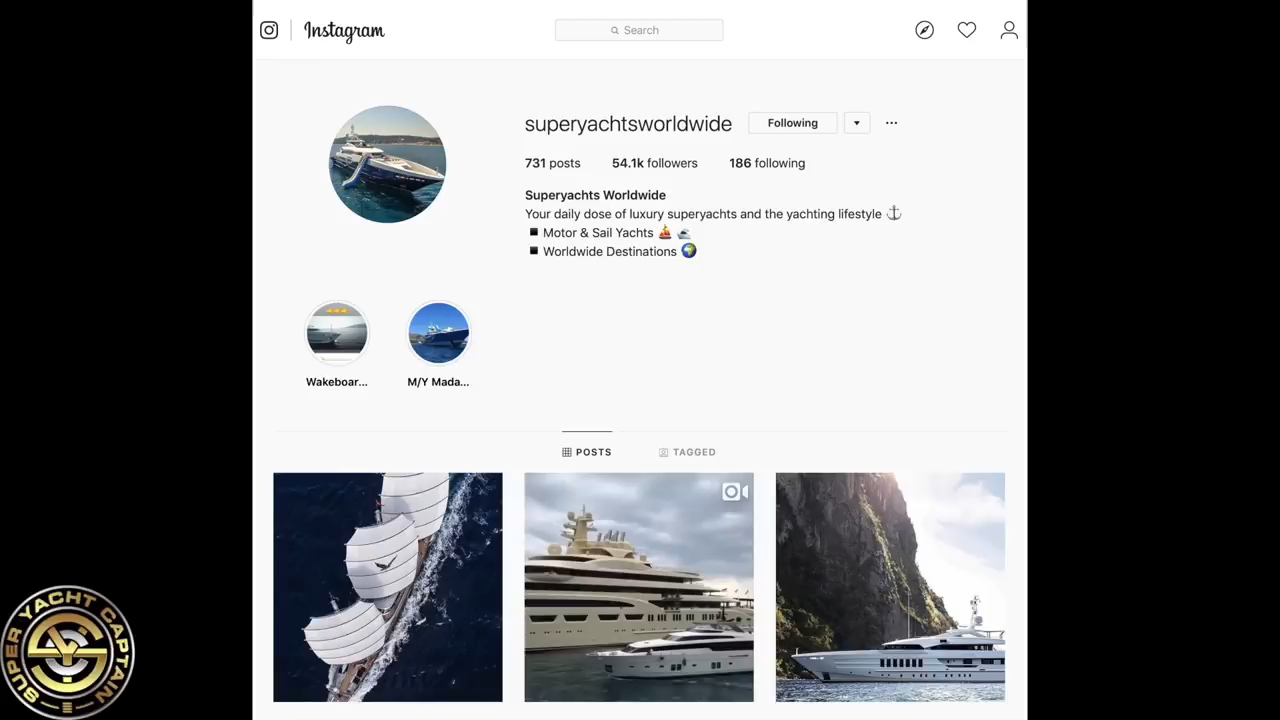 Instagram
Search
superyachtsworldwide
Following
731 posts 54.1k followers 186 following
Superyachts Worldwide
Your daily dose of luxury superyachts and the yachting lifestyle ⚓
▪ Motor & Sail Yachts ⛵ 🛥
▪ Worldwide Destinations 🌍
Wakeboar... M/Y Mada...
POSTS TAGGED
SUPER YACHT CAPTAIN